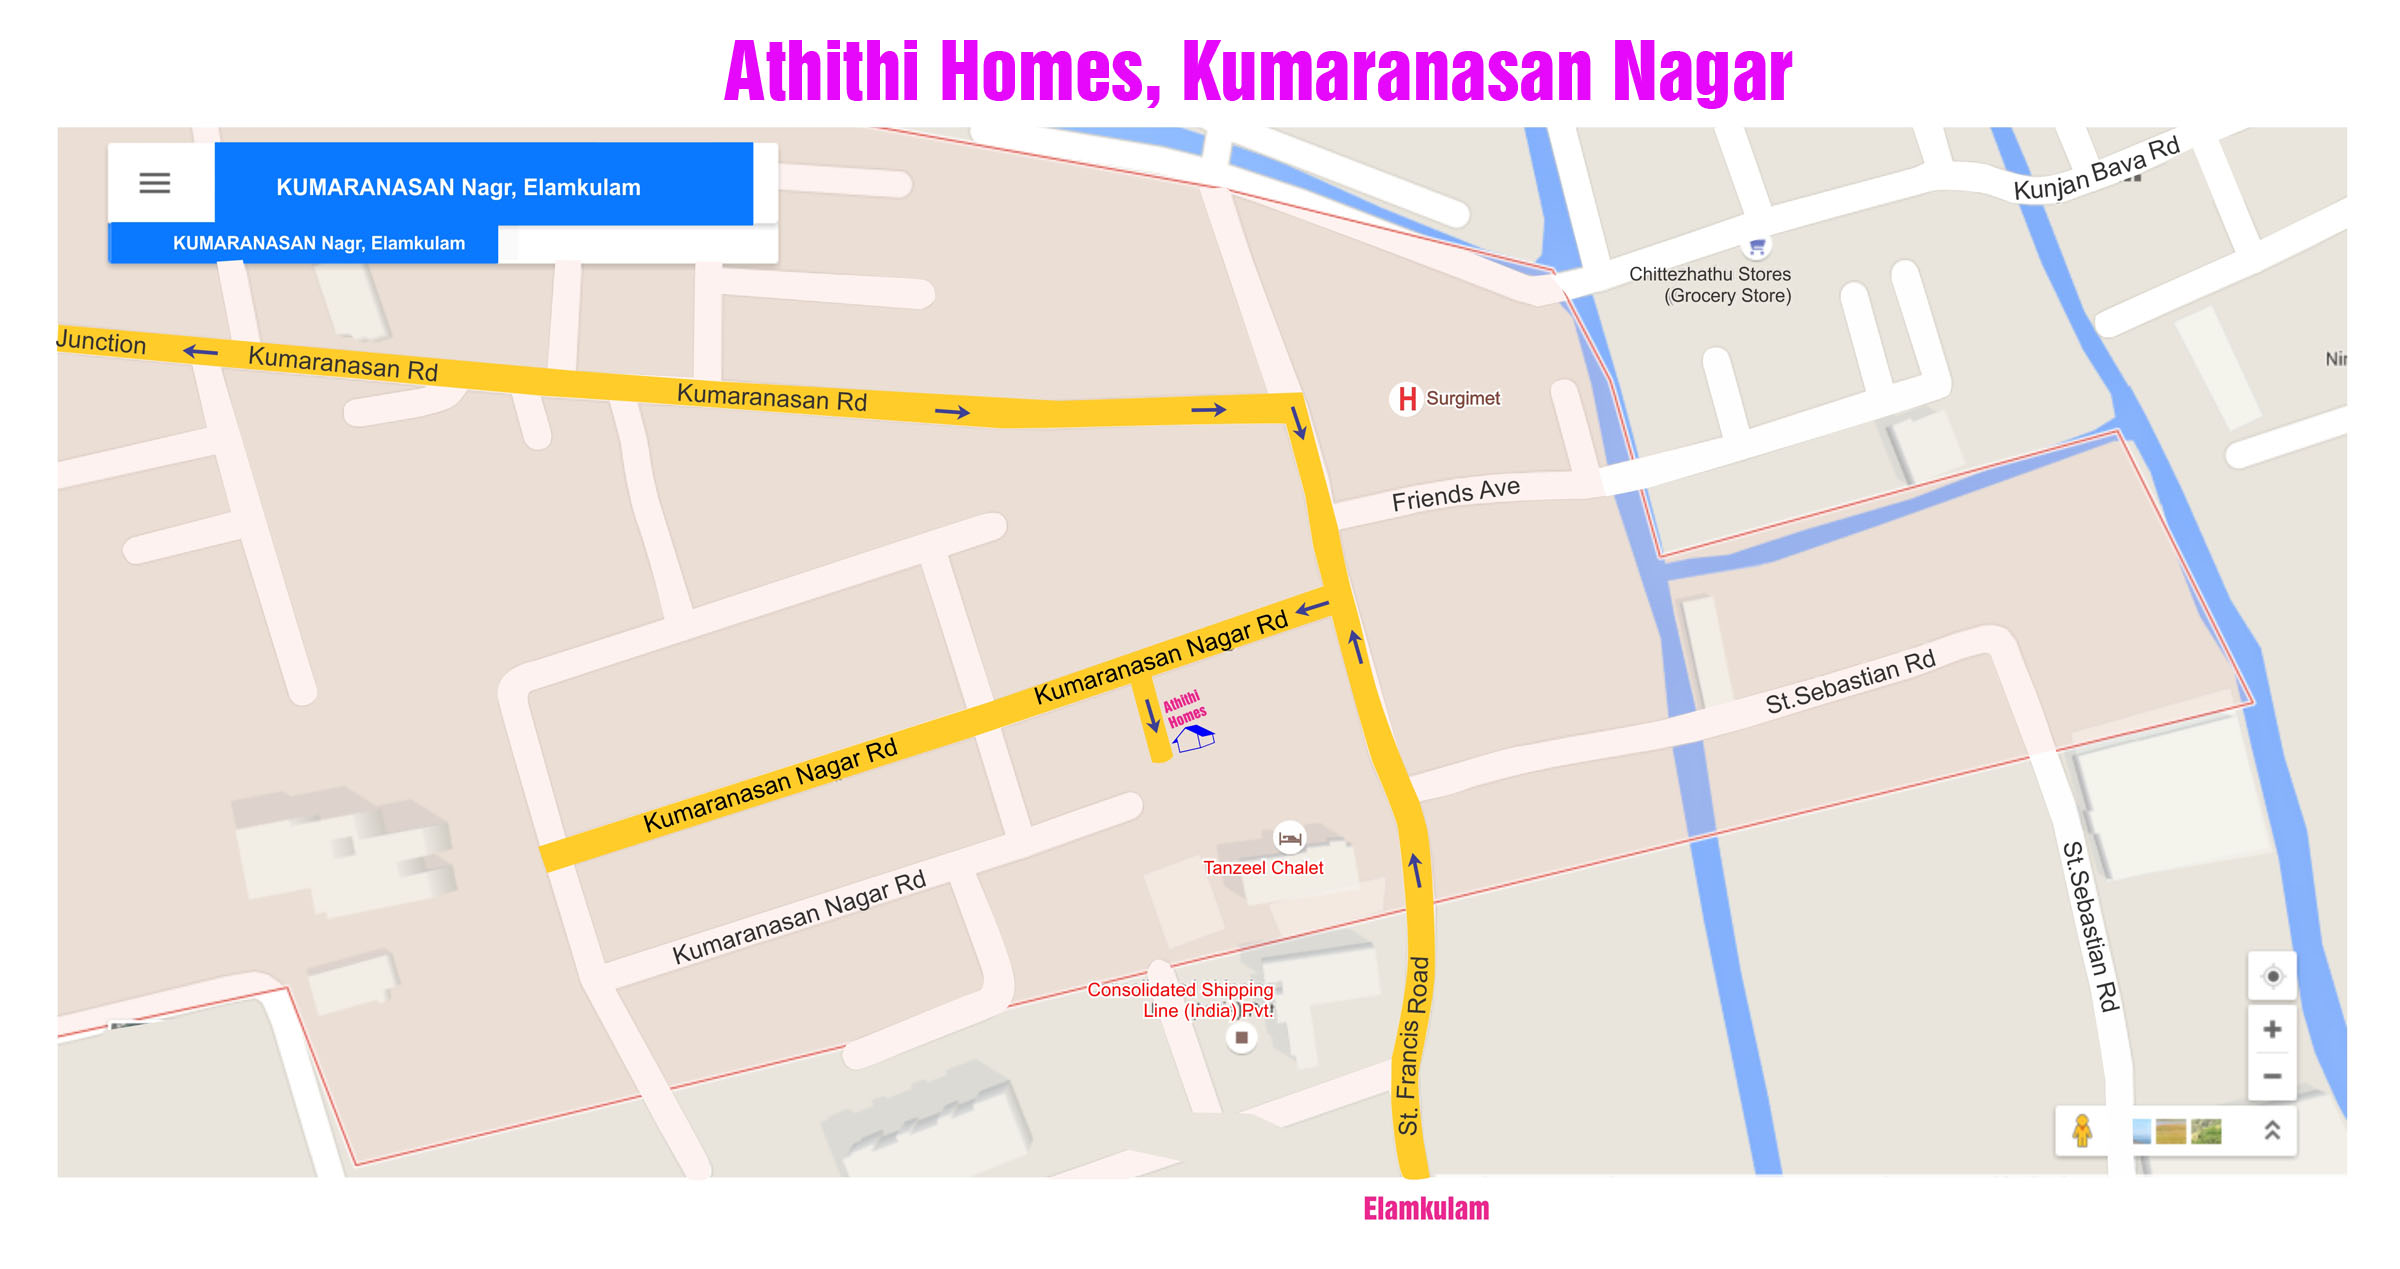 Athithi Homes, Kumaranasan Nagar
KUMARANASAN Nagr, Elamkulam
KUMARANASAN Nagr, Elamkulam
Kunjan Bava Rd
Chittezhathu Stores
(Grocery Store)
Junction
Kumaranasan Rd
Kumaranasan Rd
H Surgimet
Friends Ave
Kumaranasan Nagar Rd
St.Sebastian Rd
Athithi
Homes
Kumaranasan Nagar Rd
Tanzeel Chalet
Kumaranasan Nagar Rd
St.Sebastian Rd
Consolidated Shipping
Line (India) Pvt.
St. Francis Road
Elamkulam